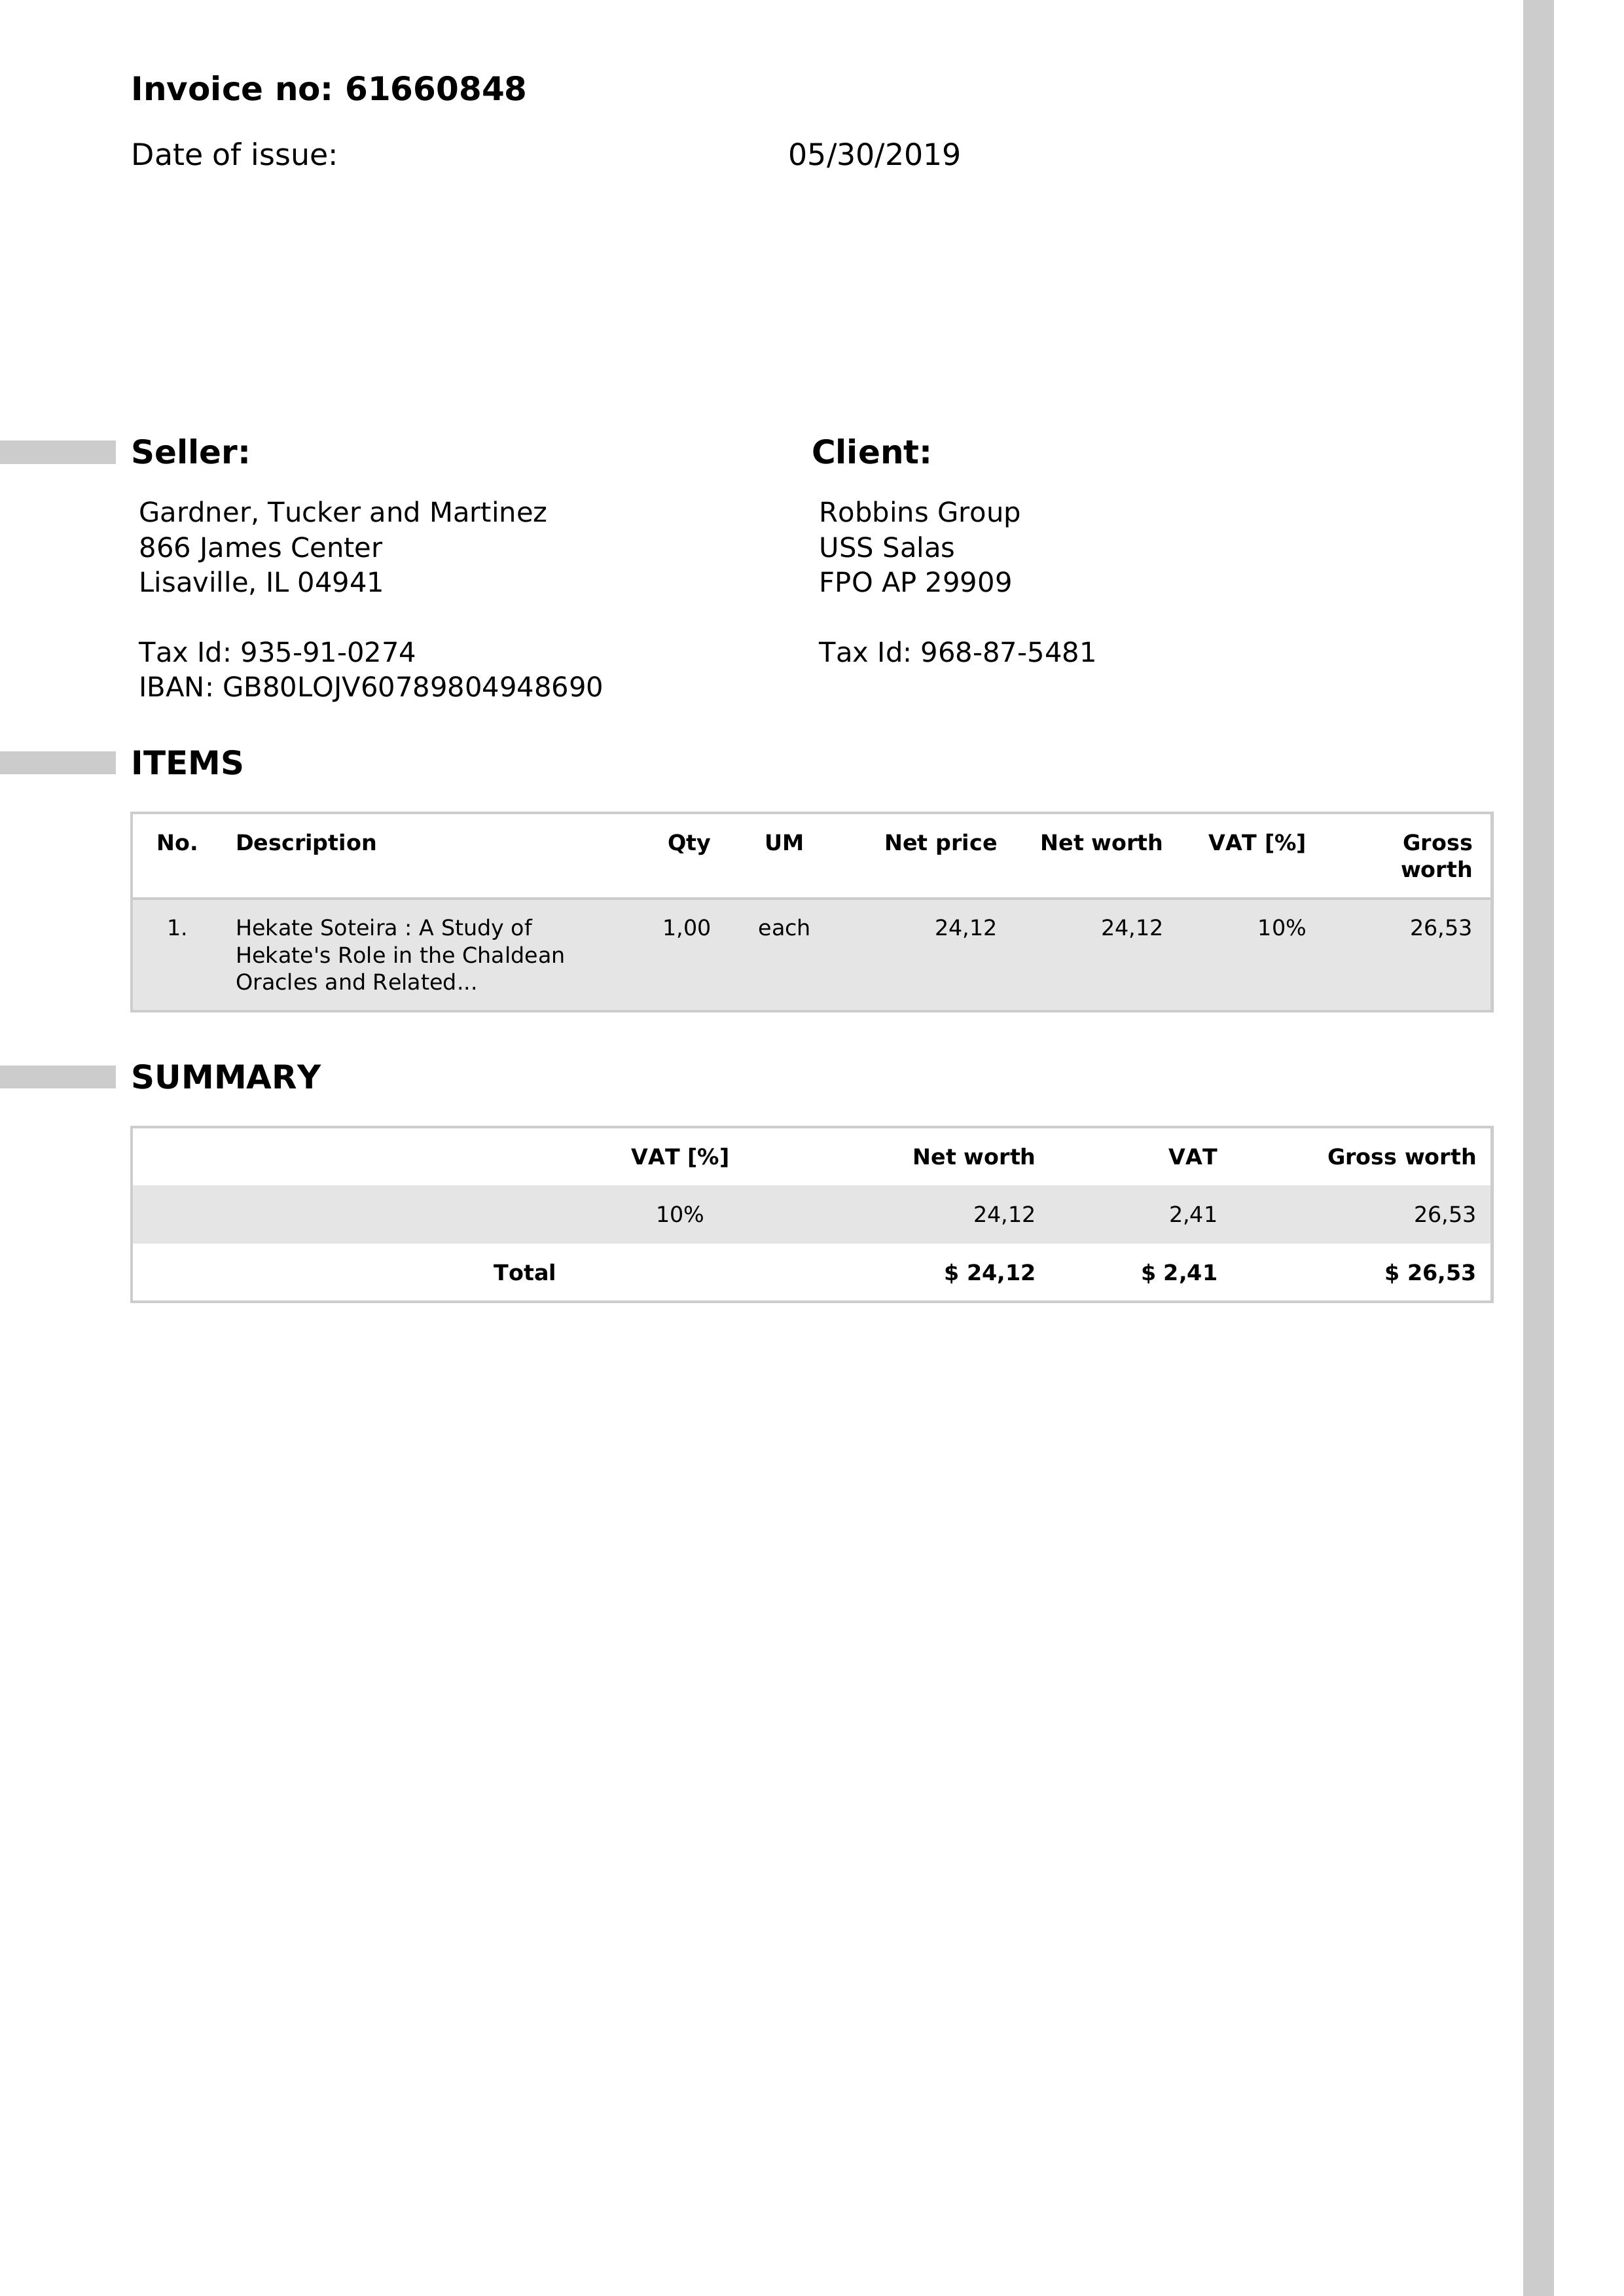 Invoice no: 61660848
Date of issue: 05/30/2019
Seller: Client:
Gardner, Tucker and Martinez Robbins Group
866 James Center USS Salas
Lisaville, IL 04941 FPO AP 29909
Tax Id: 935-91-0274 Tax Id: 968-87-5481
IBAN: GB80LOJV60789804948690
ITEMS
No. Description Qty UM Net price Net worth VAT [%] Gross
worth
1. Hekate Soteira : A Study of 1,00 each 24,12 24,12 10% 26,53
Hekate's Role in the Chaldean
Oracles and Related...
SUMMARY
VAT [%] Net worth VAT Gross worth
10% 24,12 2,41 26,53
Total $ 24,12 $ 2,41 $ 26,53